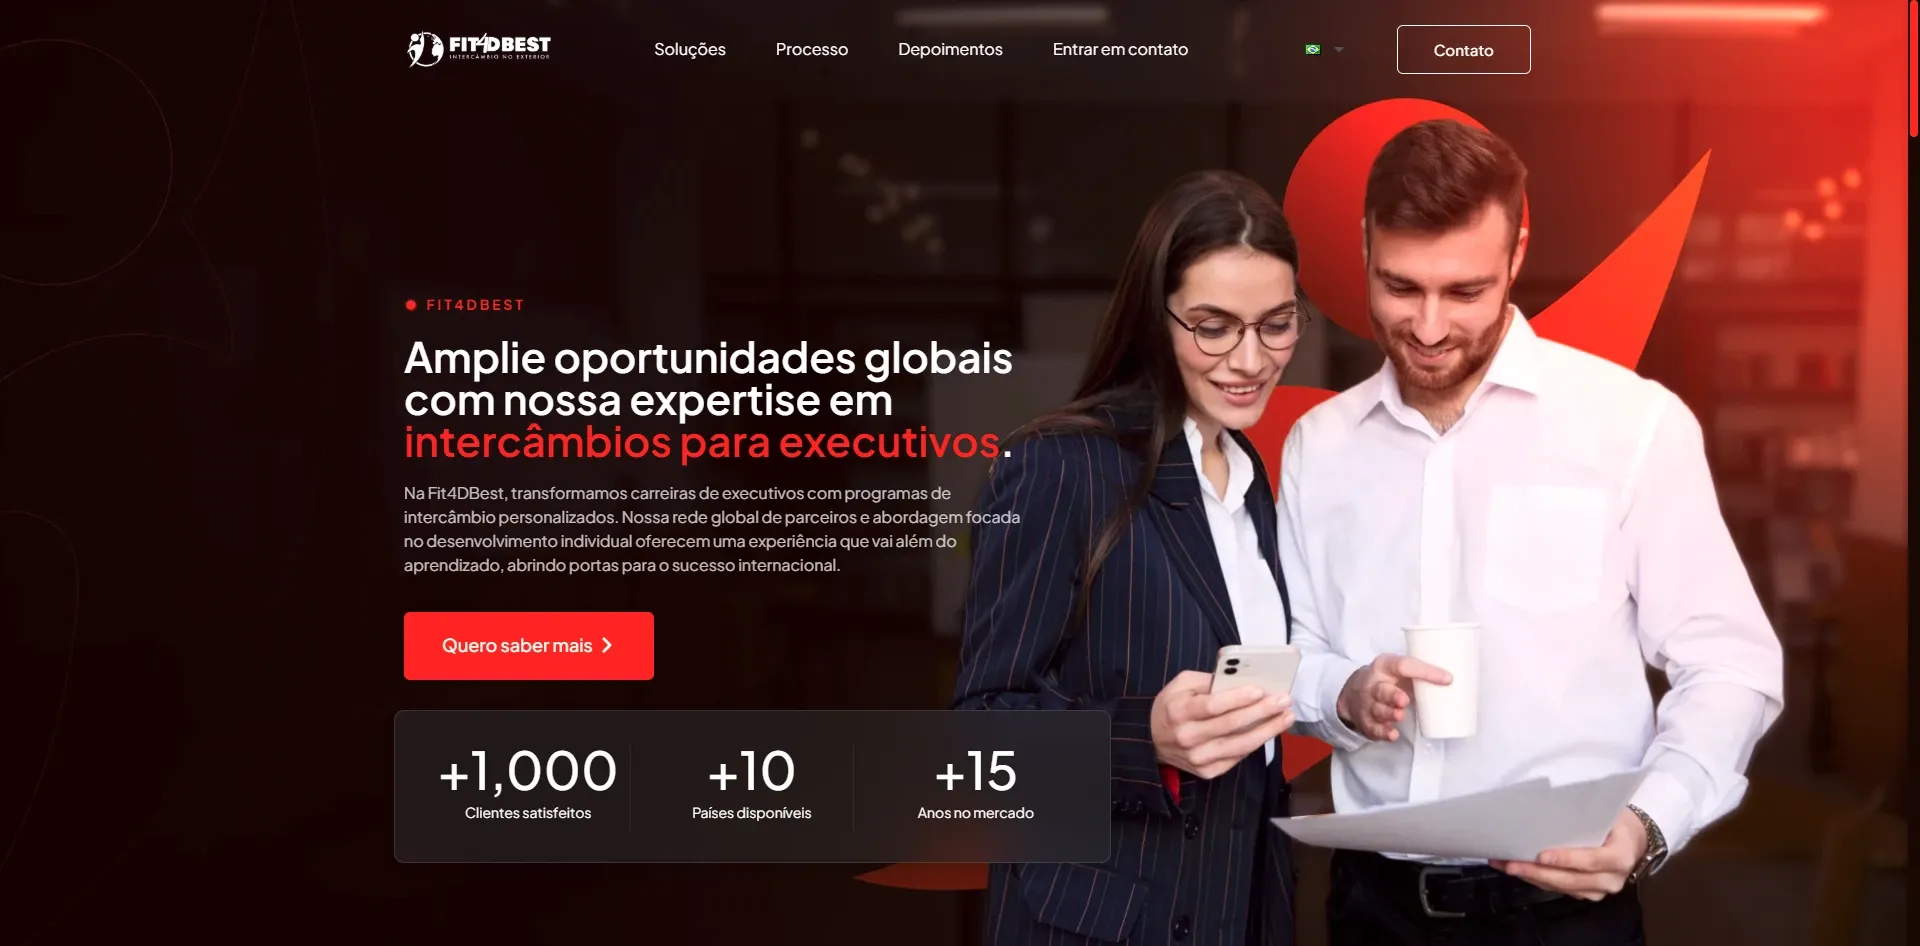 FIT4DBEST
INTERCÂMBIO NO EXTERIOR
Soluções
Processo
Depoimentos
Entrar em contato
Contato
FIT4DBEST
Amplie oportunidades globais
com nossa expertise em
intercâmbios para executivos.
Na Fit4DBest, transformamos carreiras de executivos com programas de
intercâmbio personalizados. Nossa rede global de parceiros e abordagem focada
no desenvolvimento individual oferecem uma experiência que vai além do
aprendizado, abrindo portas para o sucesso internacional.
Quero saber mais
+1,000
Clientes satisfeitos
+10
Países disponíveis
+15
Anos no mercado